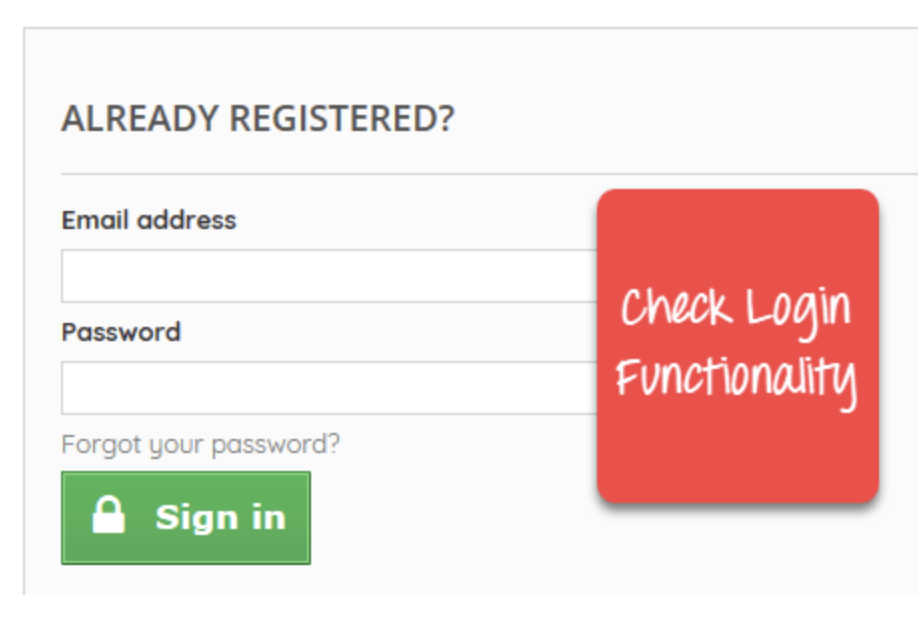 ALREADY REGISTERED?
Email address
Password
Forgot your password?
Sign in
Check Login
Functionality